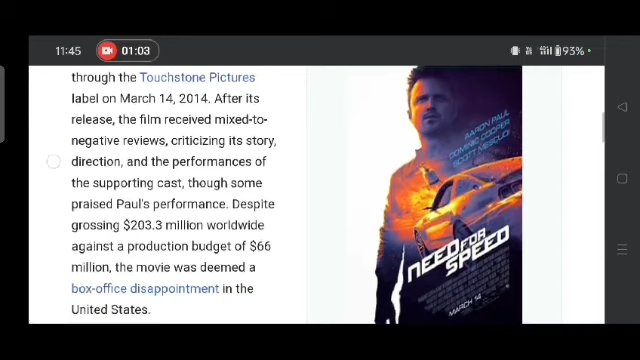 11:45
01:03
93%
through the Touchstone Pictures
label on March 14, 2014. After its
release, the film received mixed-to-
negative reviews, criticizing its story,
direction, and the performances of
the supporting cast, though some
praised Paul's performance. Despite
grossing $203.3 million worldwide
against a production budget of $66
million, the movie was deemed a
box-office disappointment in the
United States.
AARON PAUL
DOMINIC COOPER
SCOTT MESCUDI
NEED FOR
SPEED
MARCH 14